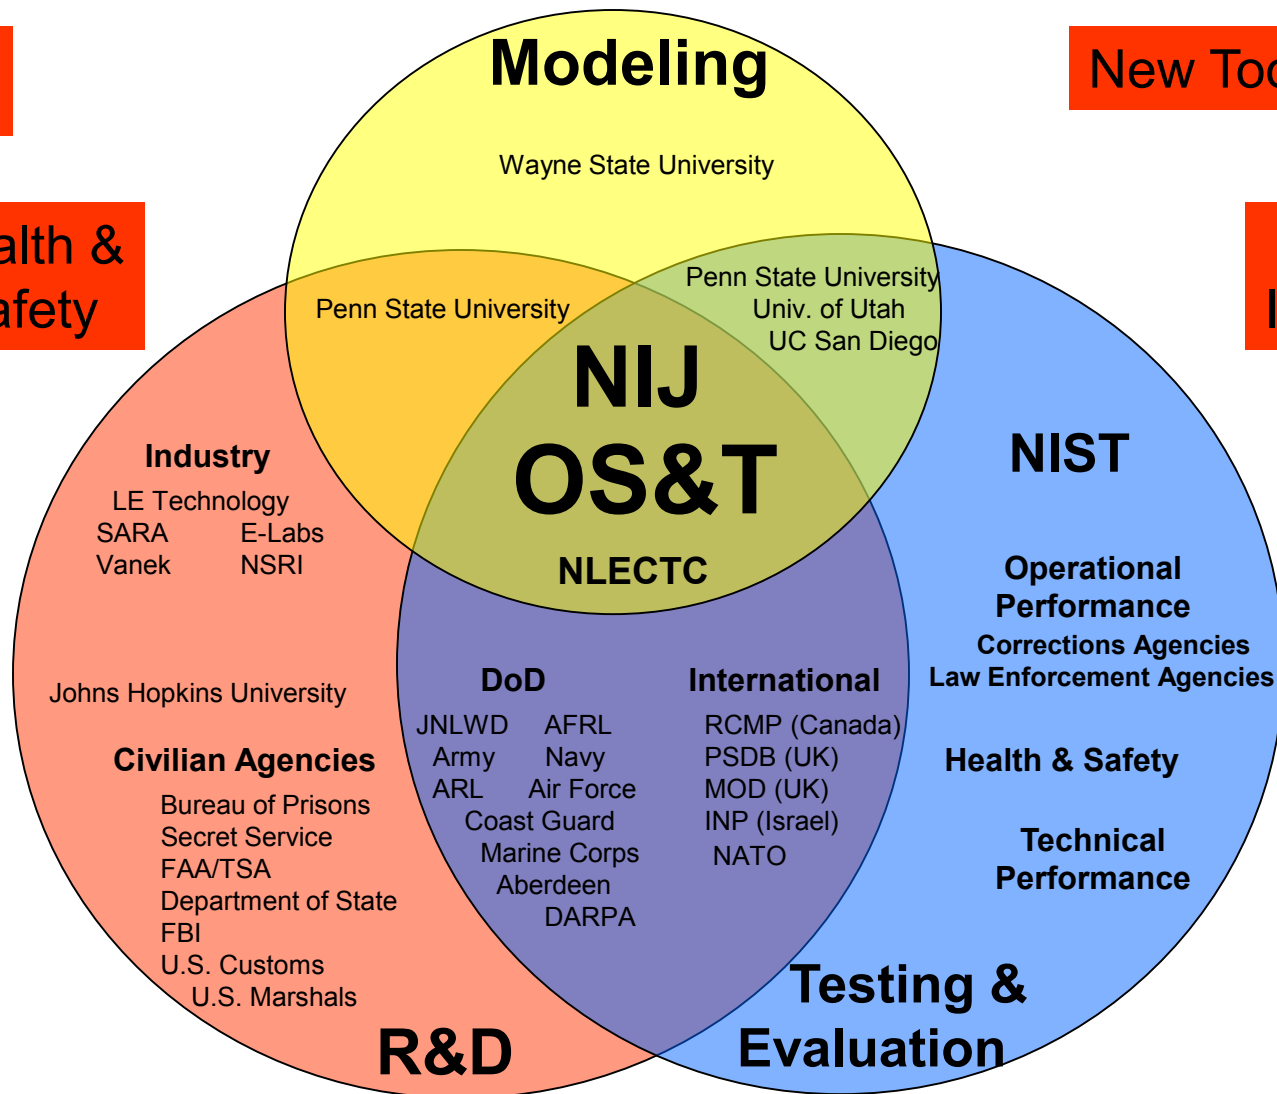 Modeling
New Too
Wayne State University
alth &
afety
Penn State University
Penn State University
Univ. of Utah
UC San Diego
NIJ
OS&T
NLECTC
Industry
LE Technology
SARA E-Labs
Vanek NSRI
Johns Hopkins University
Civilian Agencies
Bureau of Prisons
Secret Service
FAA/TSA
Department of State
FBI
U.S. Customs
U.S. Marshals
R&D
DoD
JNLWD AFRL
Army Navy
ARL Air Force
Coast Guard
Marine Corps
Aberdeen
DARPA
International
RCMP (Canada)
PSDB (UK)
MOD (UK)
INP (Israel)
NATO
NIST
Operational
Performance
Corrections Agencies
Law Enforcement Agencies
Health & Safety
Technical
Performance
Testing &
Evaluation